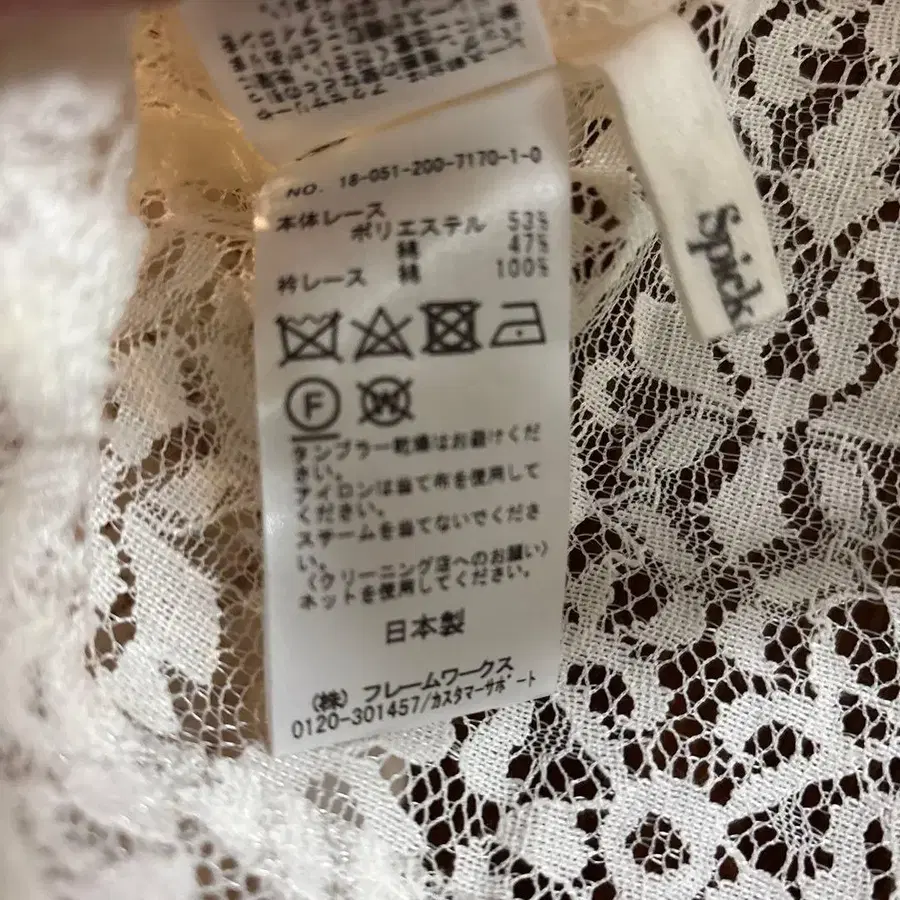 NO. 18-051-200-7170-1-0
本体レース
ポリエステル 53%
綿 47%
衿レース 綿 100%
F
W
タンブラー乾燥はお避けくだ
さい。
アイロンは当て布を使用して
ください。
スチームを当てないでくださ
い。
〈クリーニング店へのお願い〉
ネットを使用してください。
日本製
(株) フレームワークス
0120-301457/カスタマーサポート
Spick